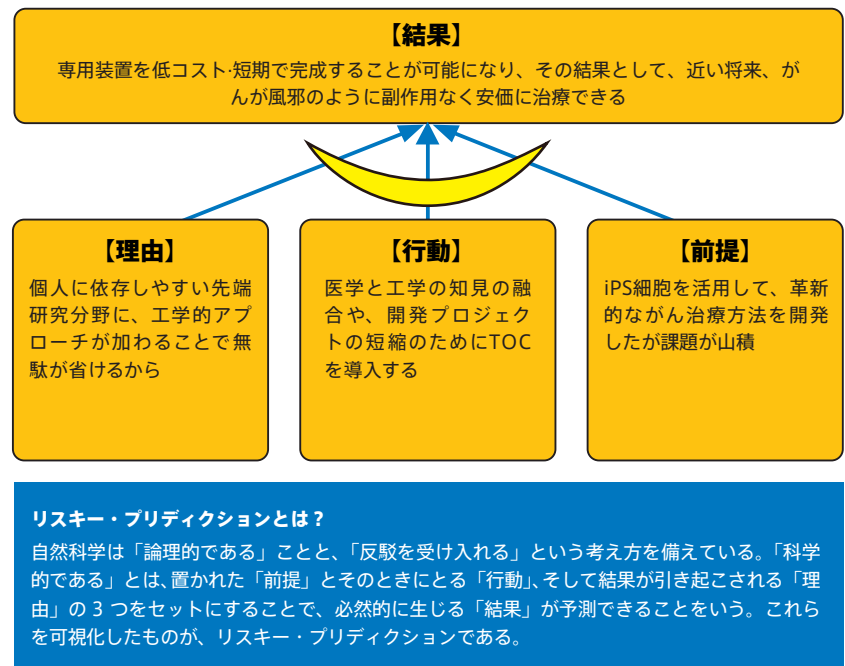 【結果】
専用装置を低コスト·短期で完成することが可能になり、その結果として、近い将来、が
んが風邪のように副作用なく安価に治療できる
【理由】
個人に依存しやすい先端
研究分野に、工学的アプ
ローチが加わることで無
駄が省けるから
【行動】
医学と工学の知見の融
合や、開発プロジェク
トの短縮のためにTOC
を導入する
【前提】
iPS細胞を活用して、革新
的ながん治療方法を開発
したが課題が山積
リスキー・プリディクションとは？
自然科学は「論理的である」ことと、「反駁を受け入れる」という考え方を備えている。「科学
的である」とは、置かれた「前提」とそのときにとる「行動」、そして結果が引き起こされる「理
由」の 3 つをセットにすることで、必然的に生じる「結果」が予測できることをいう。これら
を可視化したものが、リスキー・プリディクションである。